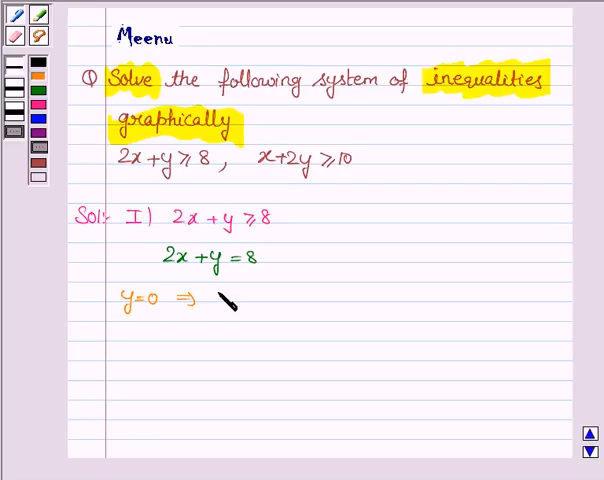 Meenu
Q Solve the following system of inequalities
graphically
2x+y ≥ 8, x+2y ≥ 10
Sol:- I) 2x + y ≥ 8
2x + y = 8
y=0 ⇒